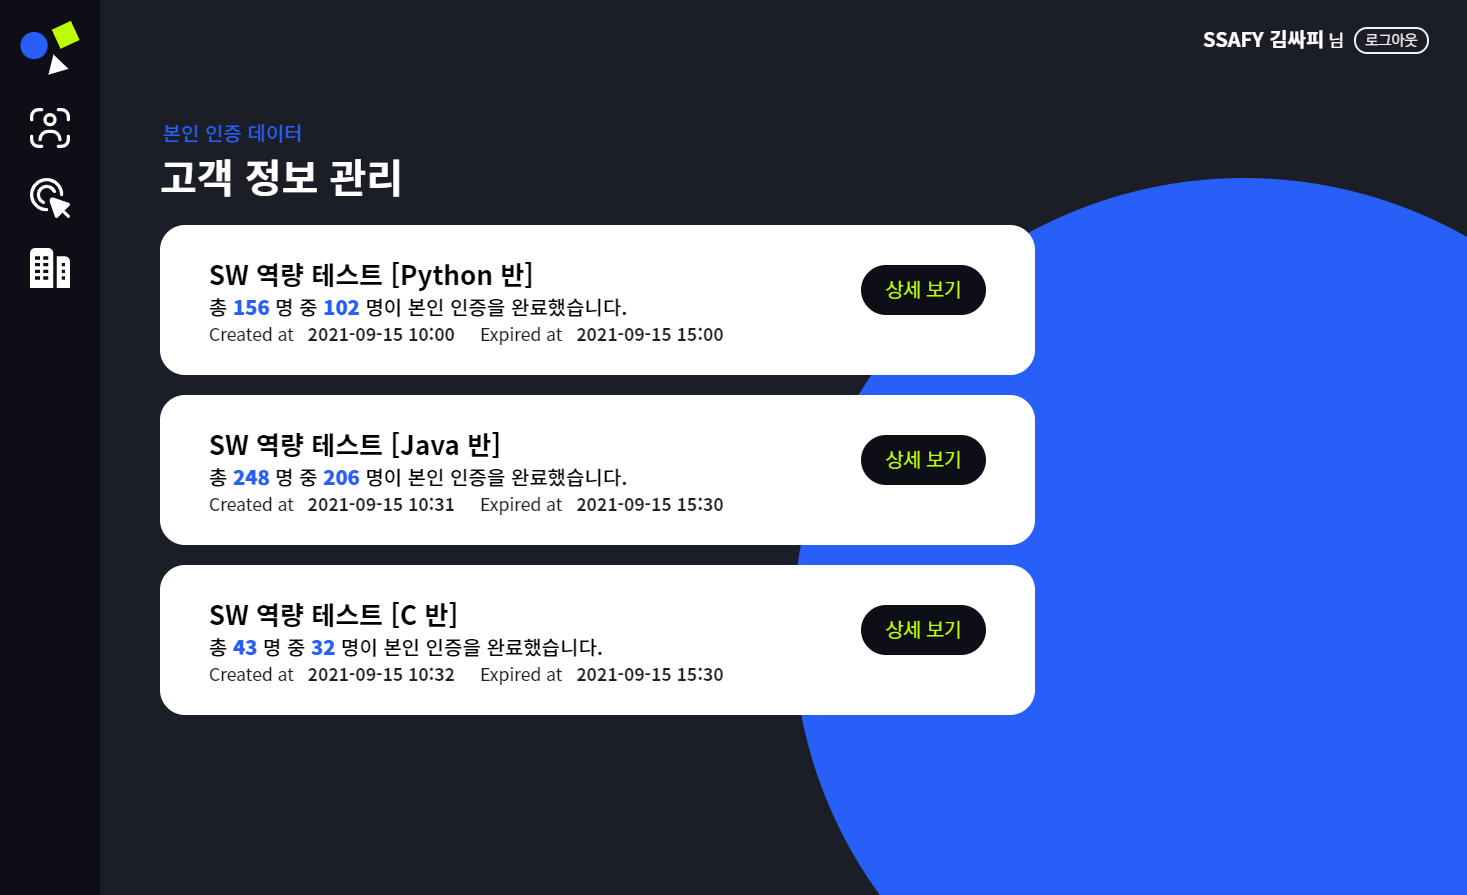 SSAFY 김싸피 님 로그아웃
본인 인증 데이터
고객 정보 관리
SW 역량 테스트 [Python 반]
총 156 명 중 102 명이 본인 인증을 완료했습니다.
Created at 2021-09-15 10:00 Expired at 2021-09-15 15:00
상세 보기
SW 역량 테스트 [Java 반]
총 248 명 중 206 명이 본인 인증을 완료했습니다.
Created at 2021-09-15 10:31 Expired at 2021-09-15 15:30
상세 보기
SW 역량 테스트 [C 반]
총 43 명 중 32 명이 본인 인증을 완료했습니다.
Created at 2021-09-15 10:32 Expired at 2021-09-15 15:30
상세 보기